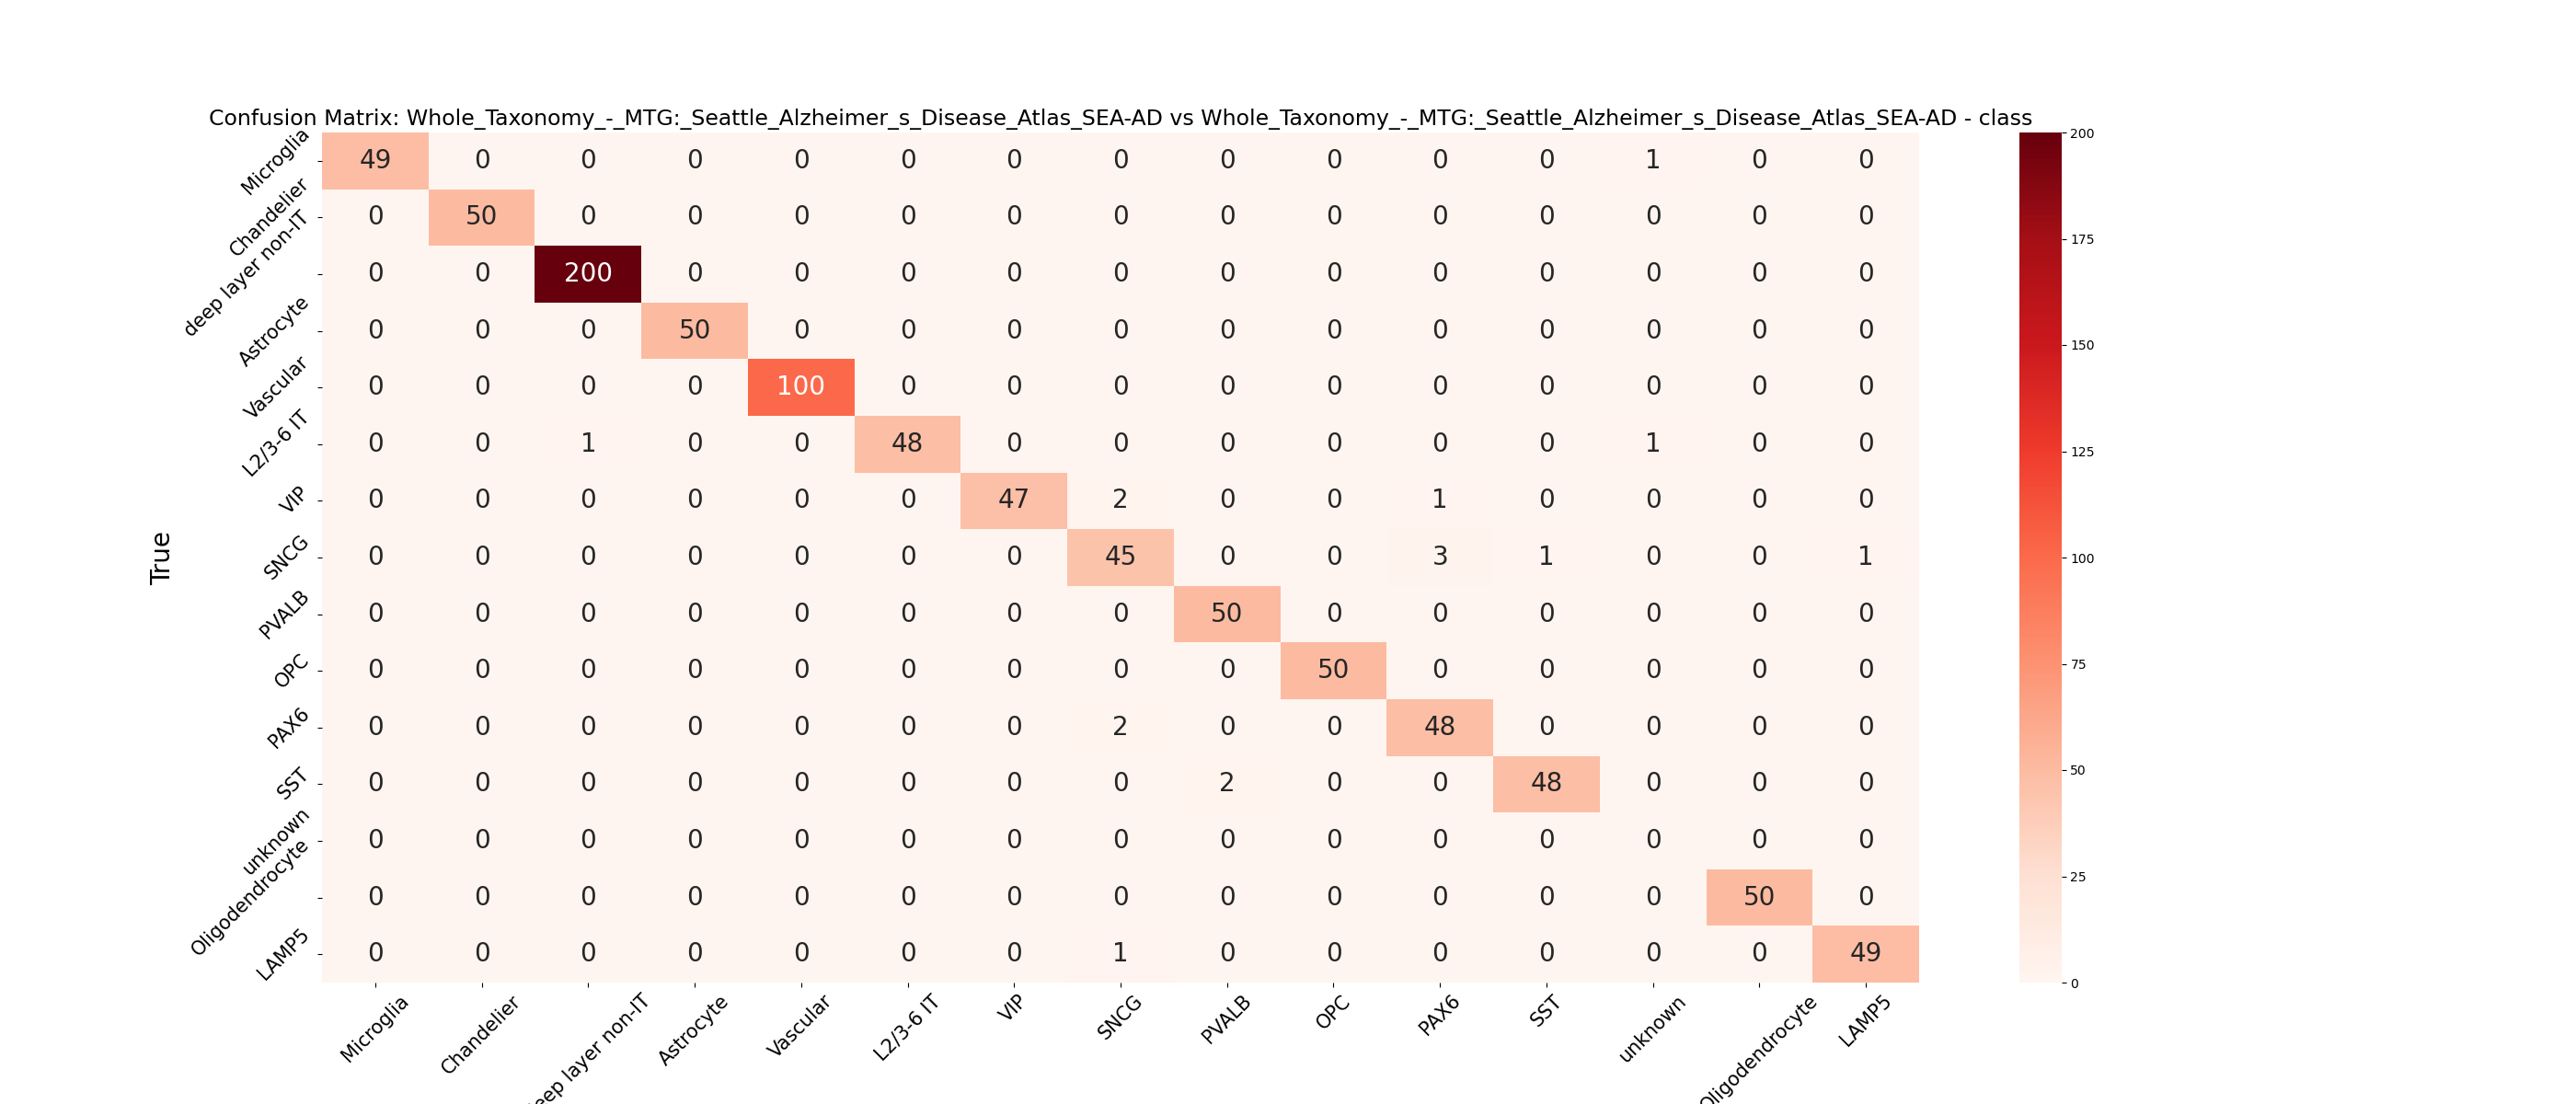 Confusion Matrix: Whole_Taxonomy_-_MTG:_Seattle_Alzheimer_s_Disease_Atlas_SEA-AD vs Whole_Taxonomy_-_MTG:_Seattle_Alzheimer_s_Disease_Atlas_SEA-AD - class
Microglia 49 0 0 0 0 0 0 0 0 0 0 0 1 0 0
Chandelier 0 50 0 0 0 0 0 0 0 0 0 0 0 0 0
deep layer non-IT 0 0 200 0 0 0 0 0 0 0 0 0 0 0 0
Astrocyte 0 0 0 50 0 0 0 0 0 0 0 0 0 0 0
Vascular 0 0 0 0 100 0 0 0 0 0 0 0 0 0 0
L2/3-6 IT 0 0 1 0 0 48 0 0 0 0 0 0 1 0 0
VIP 0 0 0 0 0 0 47 2 0 0 1 0 0 0 0
SNCG 0 0 0 0 0 0 0 45 0 0 3 1 0 0 1
PVALB 0 0 0 0 0 0 0 0 50 0 0 0 0 0 0
OPC 0 0 0 0 0 0 0 0 0 50 0 0 0 0 0
PAX6 0 0 0 0 0 0 0 2 0 0 48 0 0 0 0
SST 0 0 0 0 0 0 0 0 2 0 0 48 0 0 0
unknown 0 0 0 0 0 0 0 0 0 0 0 0 0 0 0
Oligodendrocyte 0 0 0 0 0 0 0 0 0 0 0 0 0 50 0
LAMP5 0 0 0 0 0 0 0 1 0 0 0 0 0 0 49
True
Microglia
Chandelier
layer non-IT
Astrocyte
Vascular
L2/3-6 IT
VIP
SNCG
PVALB
OPC
PAX6
SST
unknown
Oligodendrocyte
LAMP5
200
175
150
125
100
75
50
25
0